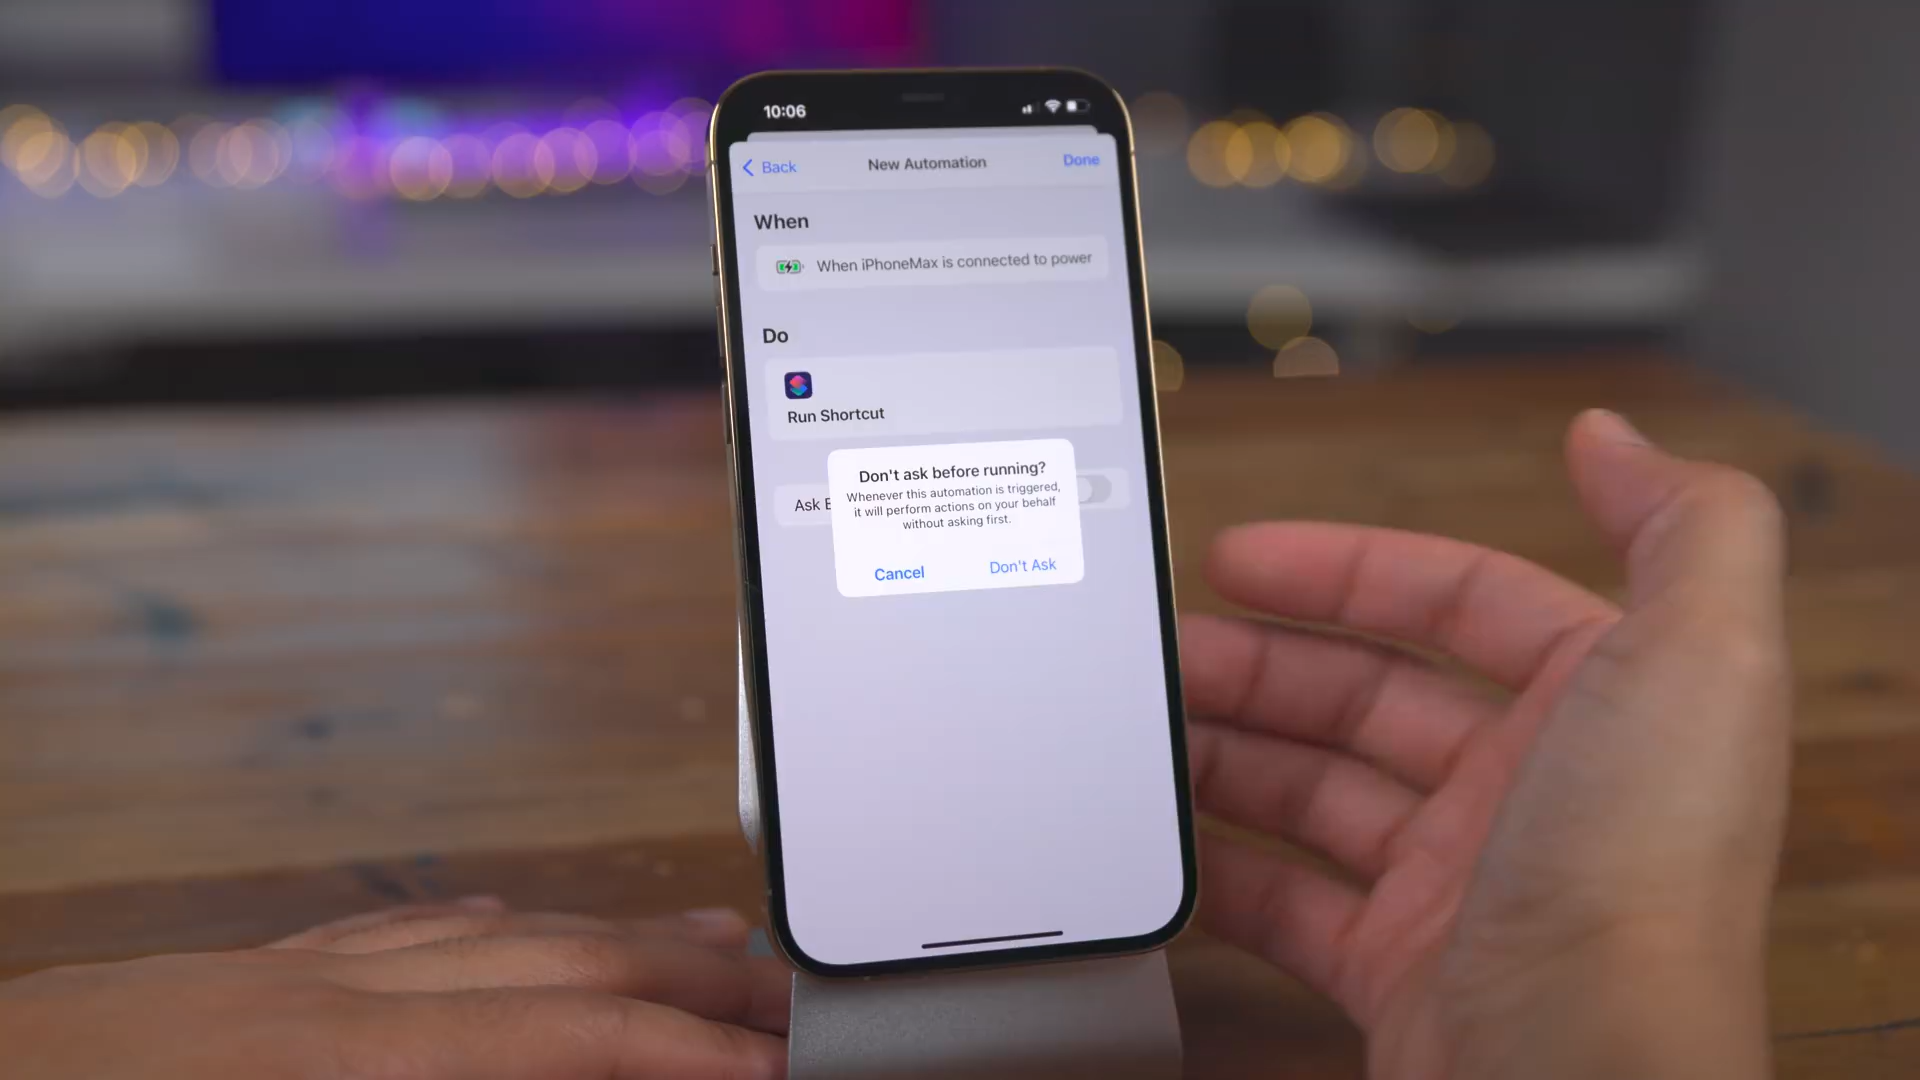 10:06
Back
New Automation
Done
When
When iPhoneMax is connected to power
Do
Run Shortcut
Ask
Don't ask before running?
Whenever this automation is triggered,
it will perform actions on your behalf
without asking first.
Cancel
Don't Ask